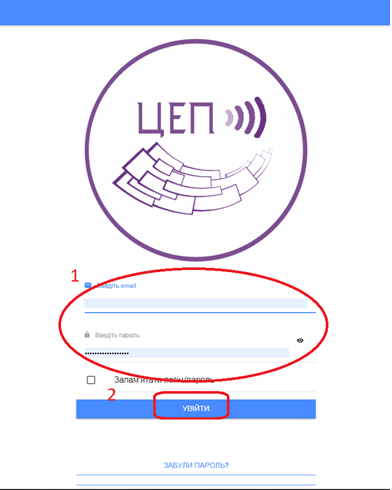 ЦЕП
1
Введіть email
Введіть пароль
••••••••••••••••••
Запам'ятати логін/пароль
2
УВІЙТИ
ЗАБУЛИ ПАРОЛЬ?